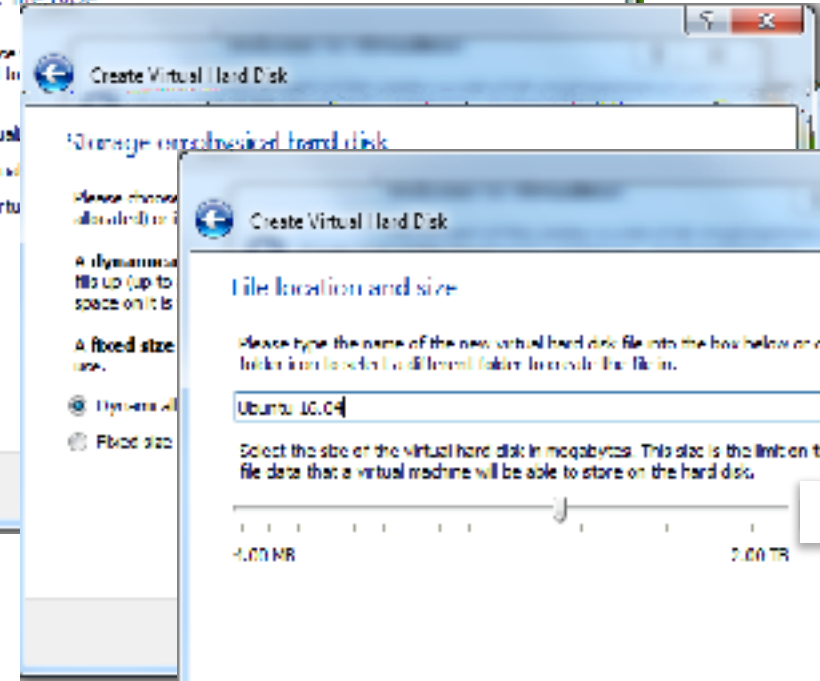 Create Virtual Hard Disk
Storage on physical hard disk
Please choose
allocated) or i
A dynamica
fills up (up to
space on it is
A fixed size
use.
Dynamicall
Fixed size
Create Virtual Hard Disk
File location and size
Please type the name of the new virtual hard disk file into the box below or
folder icon to select a different folder to create the file in.
Ubuntu 16.04
Select the size of the virtual hard disk in megabytes. This size is the limit on
file data that a virtual machine will be able to store on the hard disk.
4.00 MB
2.00 TB